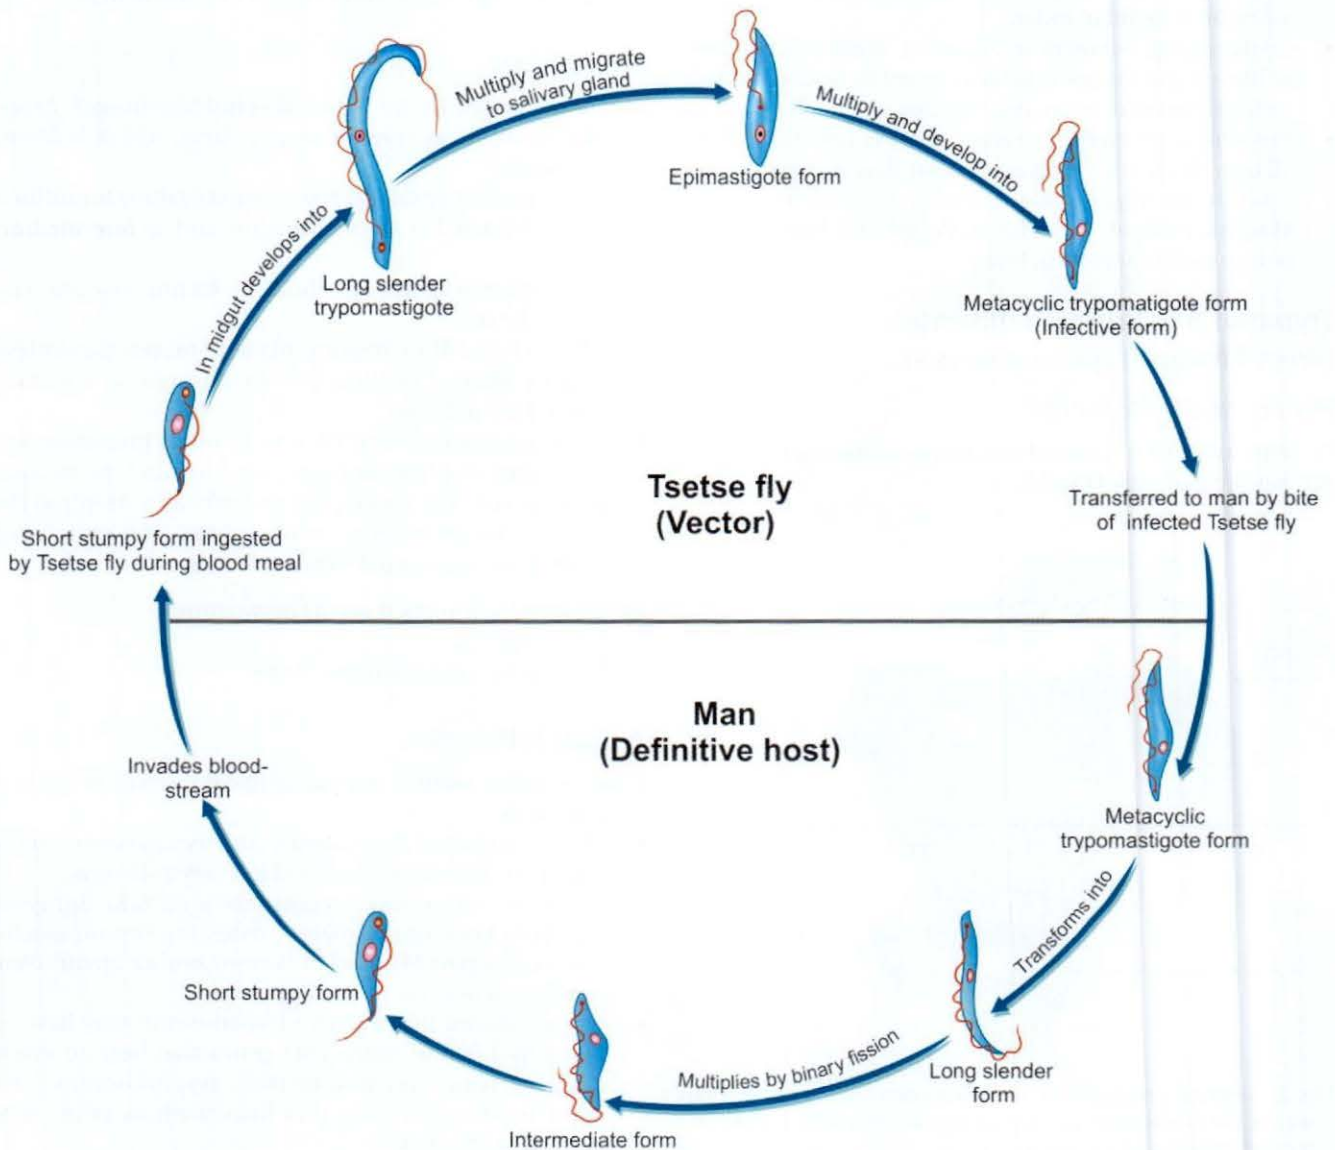 Multiply and migrate
to salivary gland
Multiply and develop into
Epimastigote form
In midgut develops into
Long slender
trypomastigote
Metacyclic trypomatigote form
(Infective form)
Tsetse fly
(Vector)
Transferred to man by bite
of infected Tsetse fly
Short stumpy form ingested
by Tsetse fly during blood meal
Man
(Definitive host)
Invades blood-
stream
Metacyclic
trypomastigote form
Transforms into
Short stumpy form
Multiplies by binary fission
Long slender
form
Intermediate form